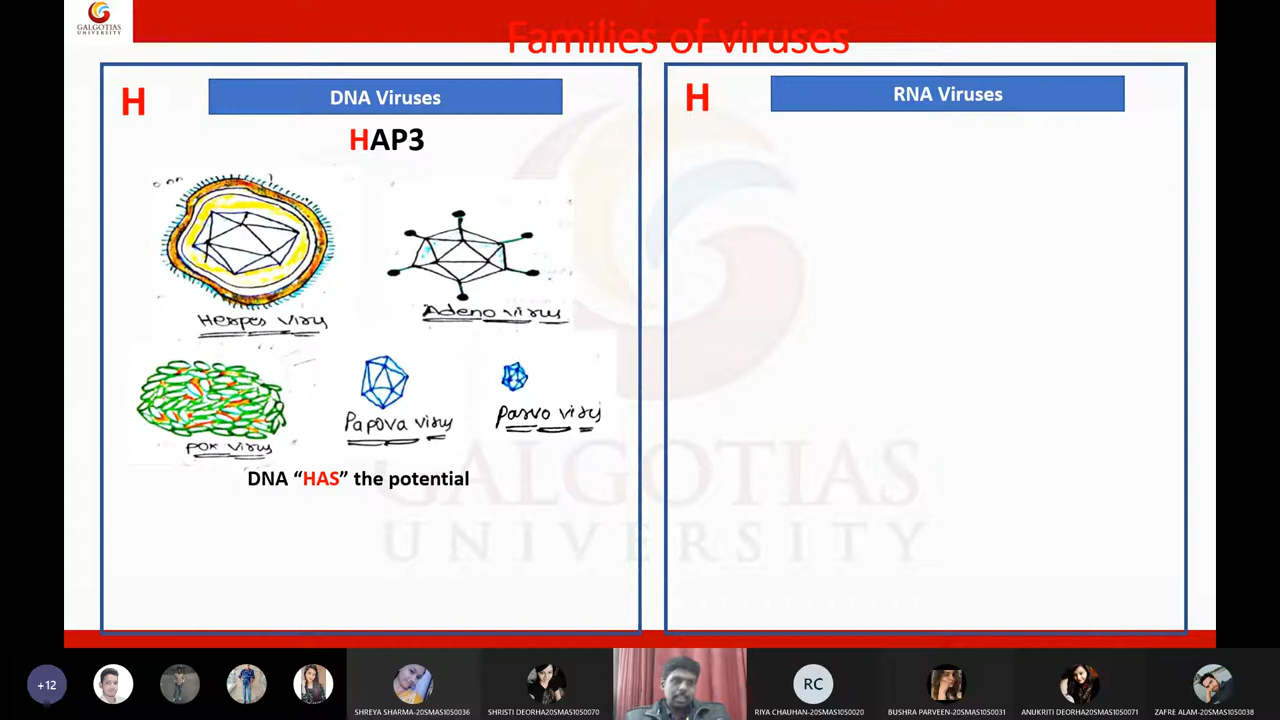 GALGOTIAS
UNIVERSITY
Families of viruses
H
DNA Viruses
HAP3
Herpes virus
Adeno virus
Pox virus
Papova virus
Parvo virus
DNA “HAS” the potential
H
RNA Viruses
GALGOTIAS
UNIVERSITY
+12
SHREYA SHARMA-20SMAS1050036
SHRISTI DEORHA20SMAS1050070
RC
RIYA CHAUHAN-20SMAS1050020
BUSHRA PARVEEN-20SMAS1050031
ANUKRITI DEORHA20SMAS1050071
ZAFRE ALAM-20SMAS1050038